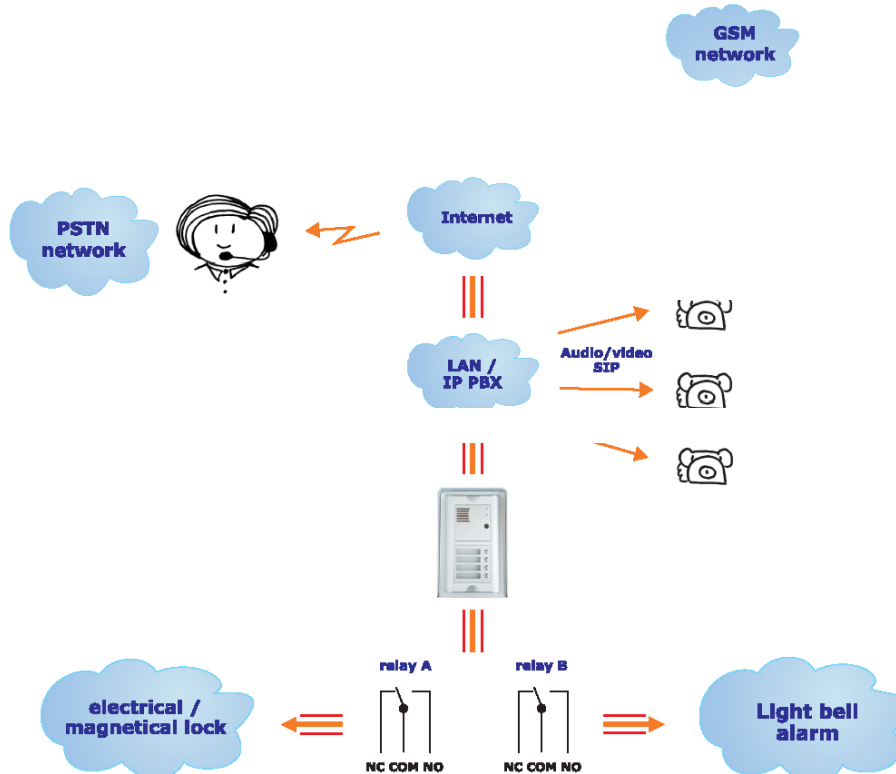 GSM
network
PSTN
network
Internet
LAN /
IP PBX
Audio/video
SIP
relay A
relay B
electrical /
magnetical lock
NC COM NO
NC COM NO
Light bell
alarm